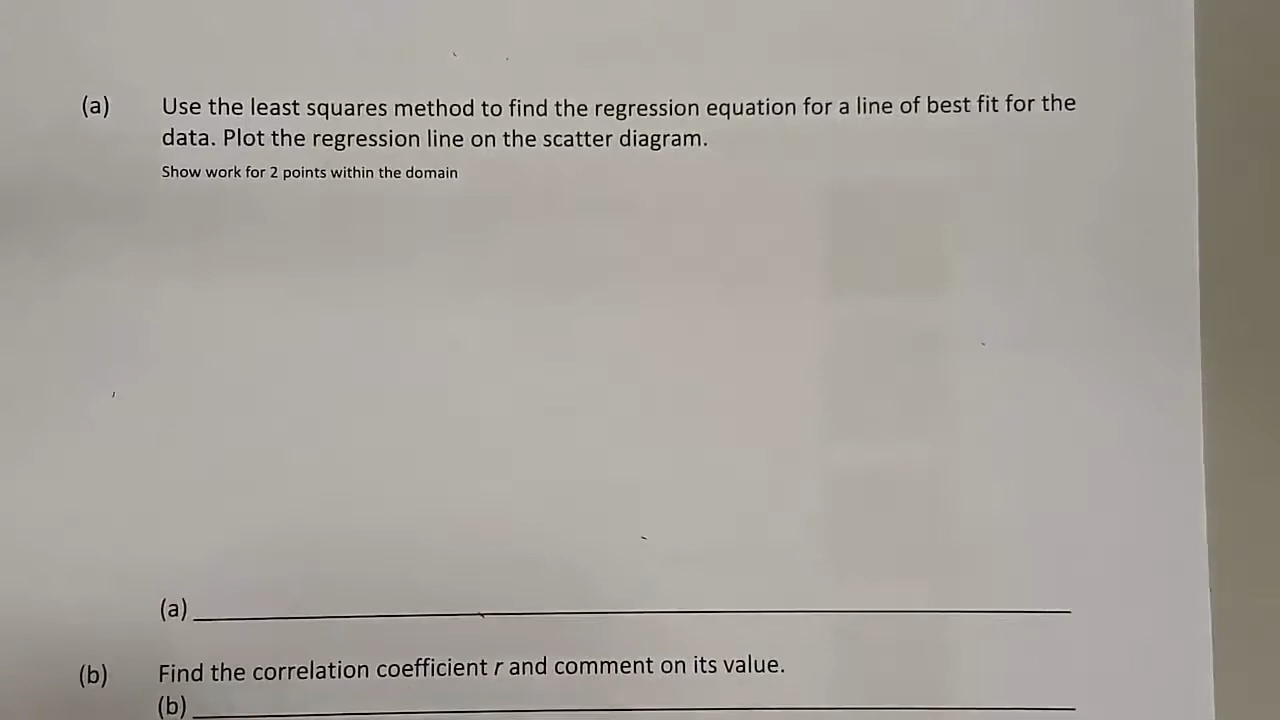 (a) Use the least squares method to find the regression equation for a line of best fit for the
data. Plot the regression line on the scatter diagram.
Show work for 2 points within the domain
(a)
(b) Find the correlation coefficient r and comment on its value.
(b)